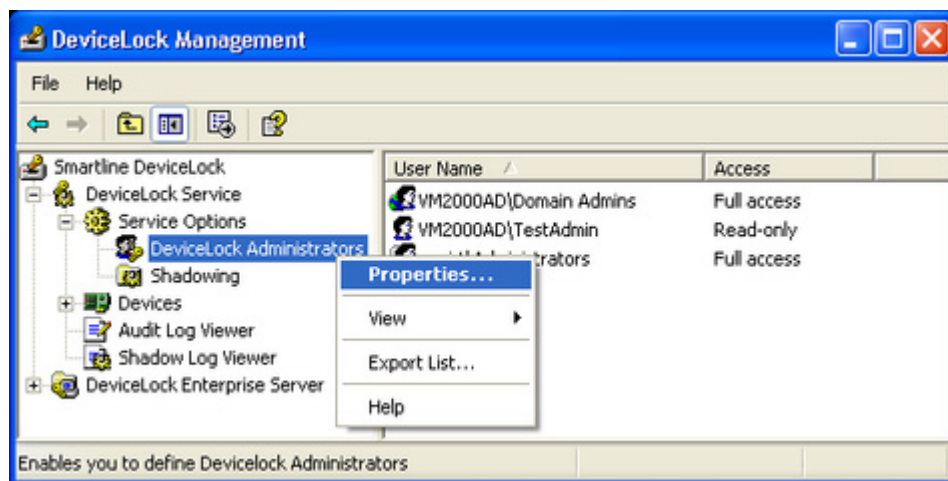 DeviceLock Management
File Help
Smartline DeviceLock
DeviceLock Service
Service Options
DeviceLock Administrators
Shadowing
Devices
Audit Log Viewer
Shadow Log Viewer
DeviceLock Enterprise Server
User Name Access
VM2000AD\Domain Admins Full access
VM2000AD\TestAdmin Read-only
Full access
Properties...
View
Export List...
Help
Enables you to define Devicelock Administrators